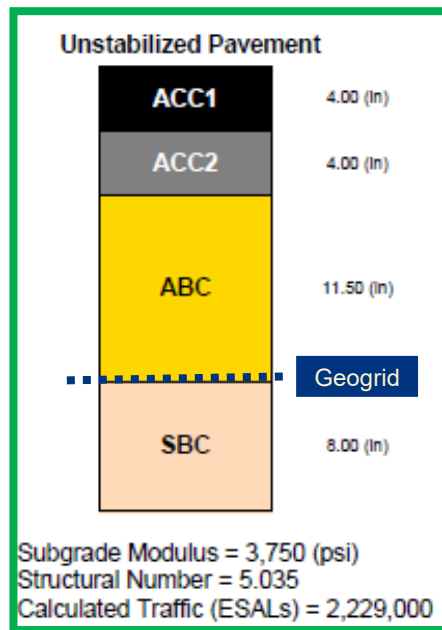 Unstabilized Pavement
ACC1 4.00 (in)
ACC2 4.00 (in)
ABC 11.50 (in)
Geogrid
SBC 8.00 (in)
Subgrade Modulus = 3,750 (psi)
Structural Number = 5.035
Calculated Traffic (ESALs) = 2,229,000